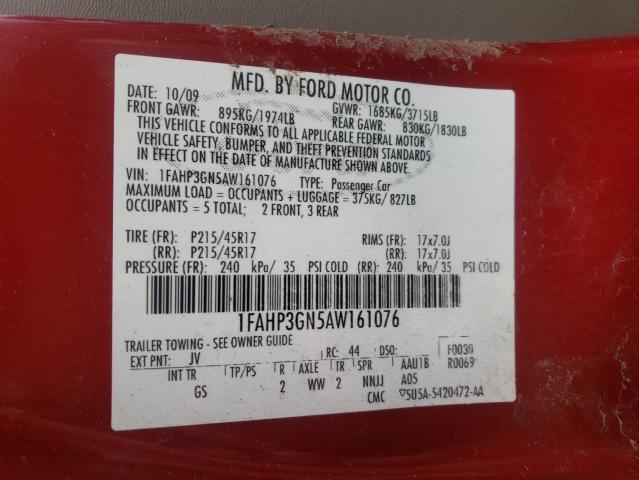 MFD. BY FORD MOTOR CO.
DATE: 10/09 GVWR: 1685KG/3715LB
FRONT GAWR: 895KG/1974LB REAR GAWR: 830KG/1830LB
THIS VEHICLE CONFORMS TO ALL APPLICABLE FEDERAL MOTOR
VEHICLE SAFETY, BUMPER, AND THEFT PREVENTION STANDARDS
IN EFFECT ON THE DATE OF MANUFACTURE SHOWN ABOVE.
VIN: 1FAHP3GN5AW161076 TYPE: Passenger Car
MAXIMUM LOAD = OCCUPANTS + LUGGAGE = 375KG/ 827LB
OCCUPANTS = 5 TOTAL; 2 FRONT, 3 REAR
TIRE (FR): P215/45R17 RIMS (FR): 17x7.0J
(RR): P215/45R17 (RR): 17x7.0J
PRESSURE (FR): 240 kPa/ 35 PSI COLD (RR): 240 kPa/ 35 PSI COLD
1FAHP3GN5AW161076
TRAILER TOWING - SEE OWNER GUIDE
EXT PNT: JV RC: 44 DSO: F0030
R0069
INT TR TP/PS R AXLE TR SPR AAU1B
GS 2 WW 2 NNJJ A05
CMC ▽5U5A-5420472-AA